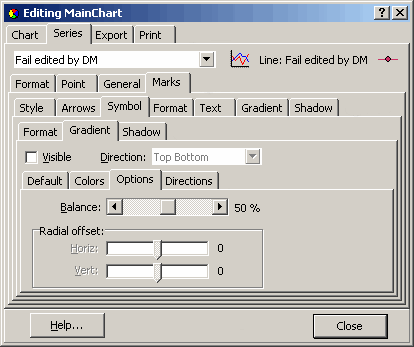 Editing MainChart
Chart Series Export Print
Fail edited by DM Line: Fail edited by DM
Format Point General Marks
Style Arrows Symbol Format Text Gradient Shadow
Format Gradient Shadow
Visible Direction: Top Bottom
Default Colors Options Directions
Balance: 50 %
Radial offset:
Horiz: 0
Vert: 0
Help... Close